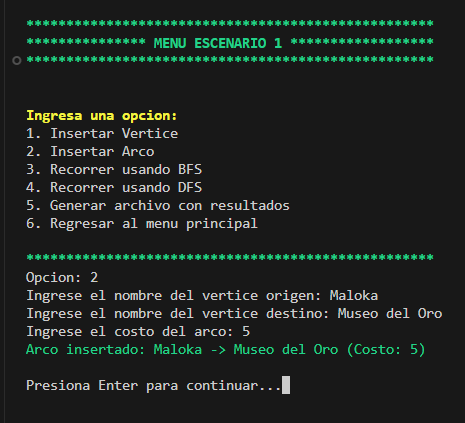 ***************************************************
*************** MENU ESCENARIO 1 ******************
***************************************************
Ingresa una opcion:
1. Insertar Vertice
2. Insertar Arco
3. Recorrer usando BFS
4. Recorrer usando DFS
5. Generar archivo con resultados
6. Regresar al menu principal
***************************************************
Opcion: 2
Ingrese el nombre del vertice origen: Maloka
Ingrese el nombre del vertice destino: Museo del Oro
Ingrese el costo del arco: 5
Arco insertado: Maloka -> Museo del Oro (Costo: 5)
Presiona Enter para continuar...